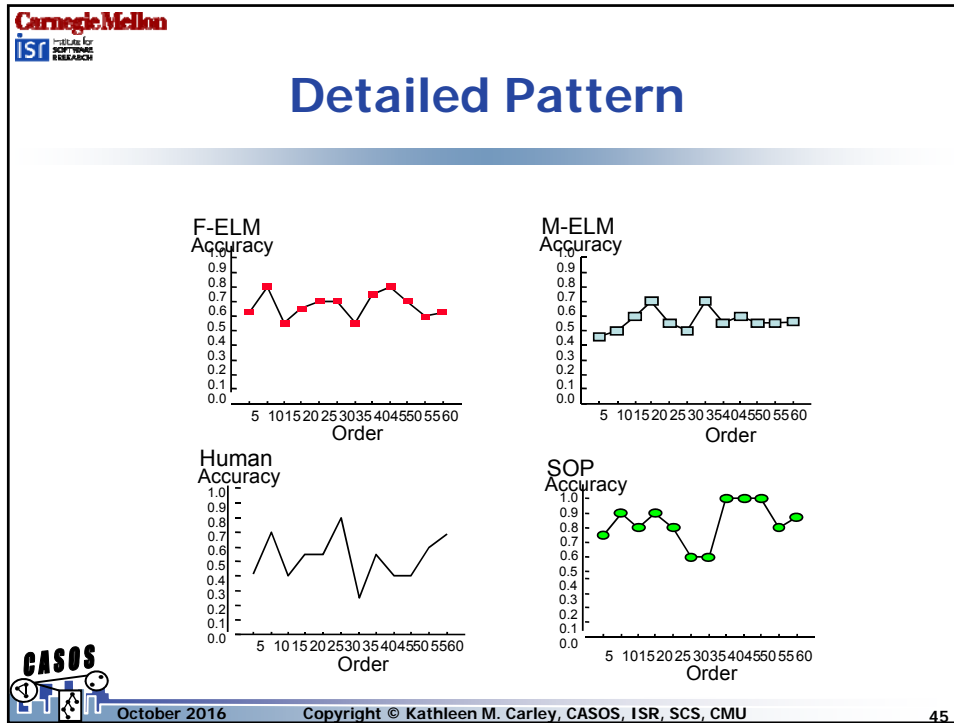 Carnegie Mellon
isr institute for
SOFTWARE
RESEARCH
Detailed Pattern
F-ELM
Accuracy
1.0
0.9
0.8
0.7
0.6
0.5
0.4
0.3
0.2
0.1
0.0
5 10 15 20 25 30 35 40 45 50 55 60
Order
M-ELM
Accuracy
1.0
0.9
0.8
0.7
0.6
0.5
0.4
0.3
0.2
0.1
0.0
5 10 15 20 25 30 35 40 45 50 55 60
Order
Human
Accuracy
1.0
0.9
0.8
0.7
0.6
0.5
0.4
0.3
0.2
0.1
0.0
5 10 15 20 25 30 35 40 45 50 55 60
Order
SOP
Accuracy
1.0
0.9
0.8
0.7
0.6
0.5
0.4
0.3
0.2
0.1
0.0
5 10 15 20 25 30 35 40 45 50 55 60
Order
CASOS
October 2016 Copyright © Kathleen M. Carley, CASOS, ISR, SCS, CMU 45